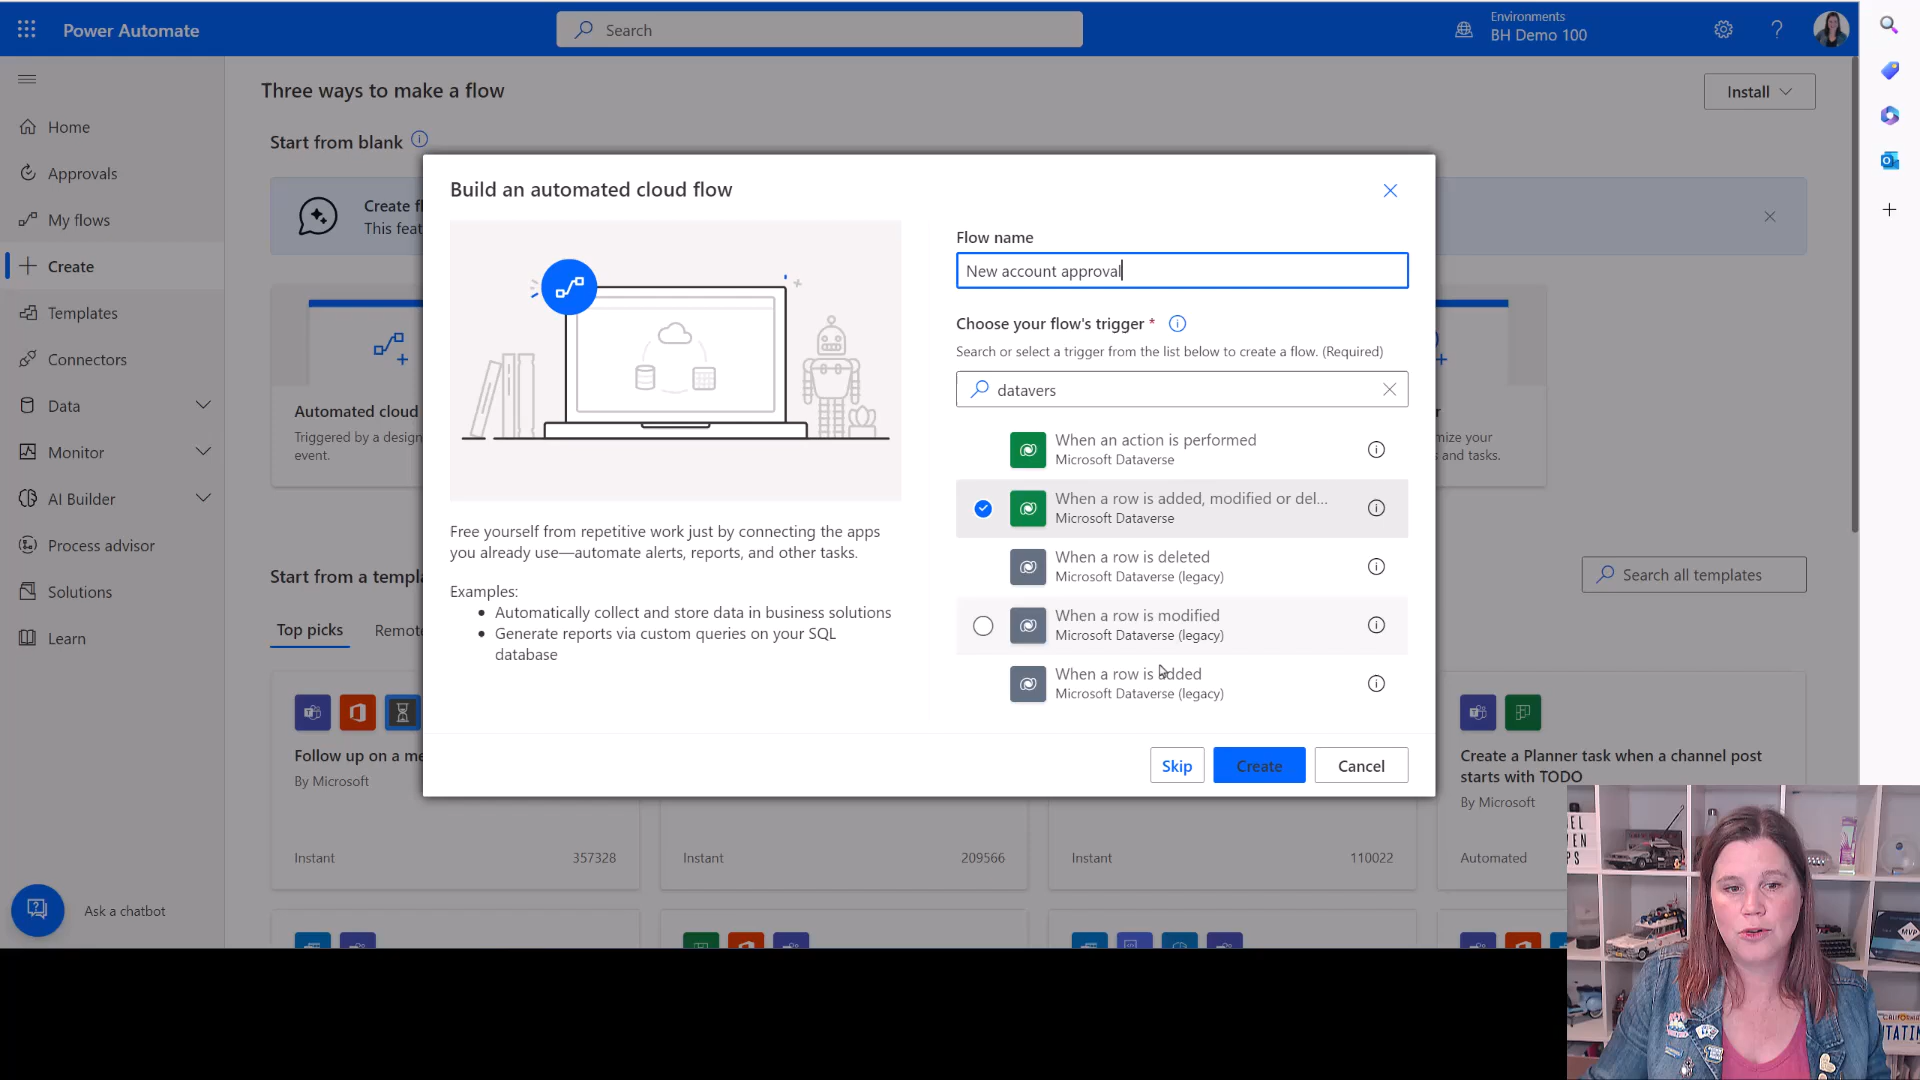 Power Automate
Search
Environments
BH Demo 100
Home
Approvals
My flows
Create
Templates
Connectors
Data
Monitor
AI Builder
Process advisor
Solutions
Learn
Ask a chatbot
Three ways to make a flow
Install
Start from blank
Create fl
This feat
Automated cloud
Triggered by a design
event.
mize your
s and tasks.
Build an automated cloud flow
Free yourself from repetitive work just by connecting the apps
you already use—automate alerts, reports, and other tasks.
Examples:
Automatically collect and store data in business solutions
Generate reports via custom queries on your SQL
database
Flow name
New account approval
Choose your flow's trigger *
Search or select a trigger from the list below to create a flow. (Required)
datavers
When an action is performed
Microsoft Dataverse
When a row is added, modified or del...
Microsoft Dataverse
When a row is deleted
Microsoft Dataverse (legacy)
When a row is modified
Microsoft Dataverse (legacy)
When a row is added
Microsoft Dataverse (legacy)
Skip
Create
Cancel
Start from a templ
Search all templates
Top picks
Remote
Follow up on a me
By Microsoft
Instant
357328
Instant
209566
Instant
110022
Create a Planner task when a channel post
starts with TODO
By Microsoft
Automated
MVP